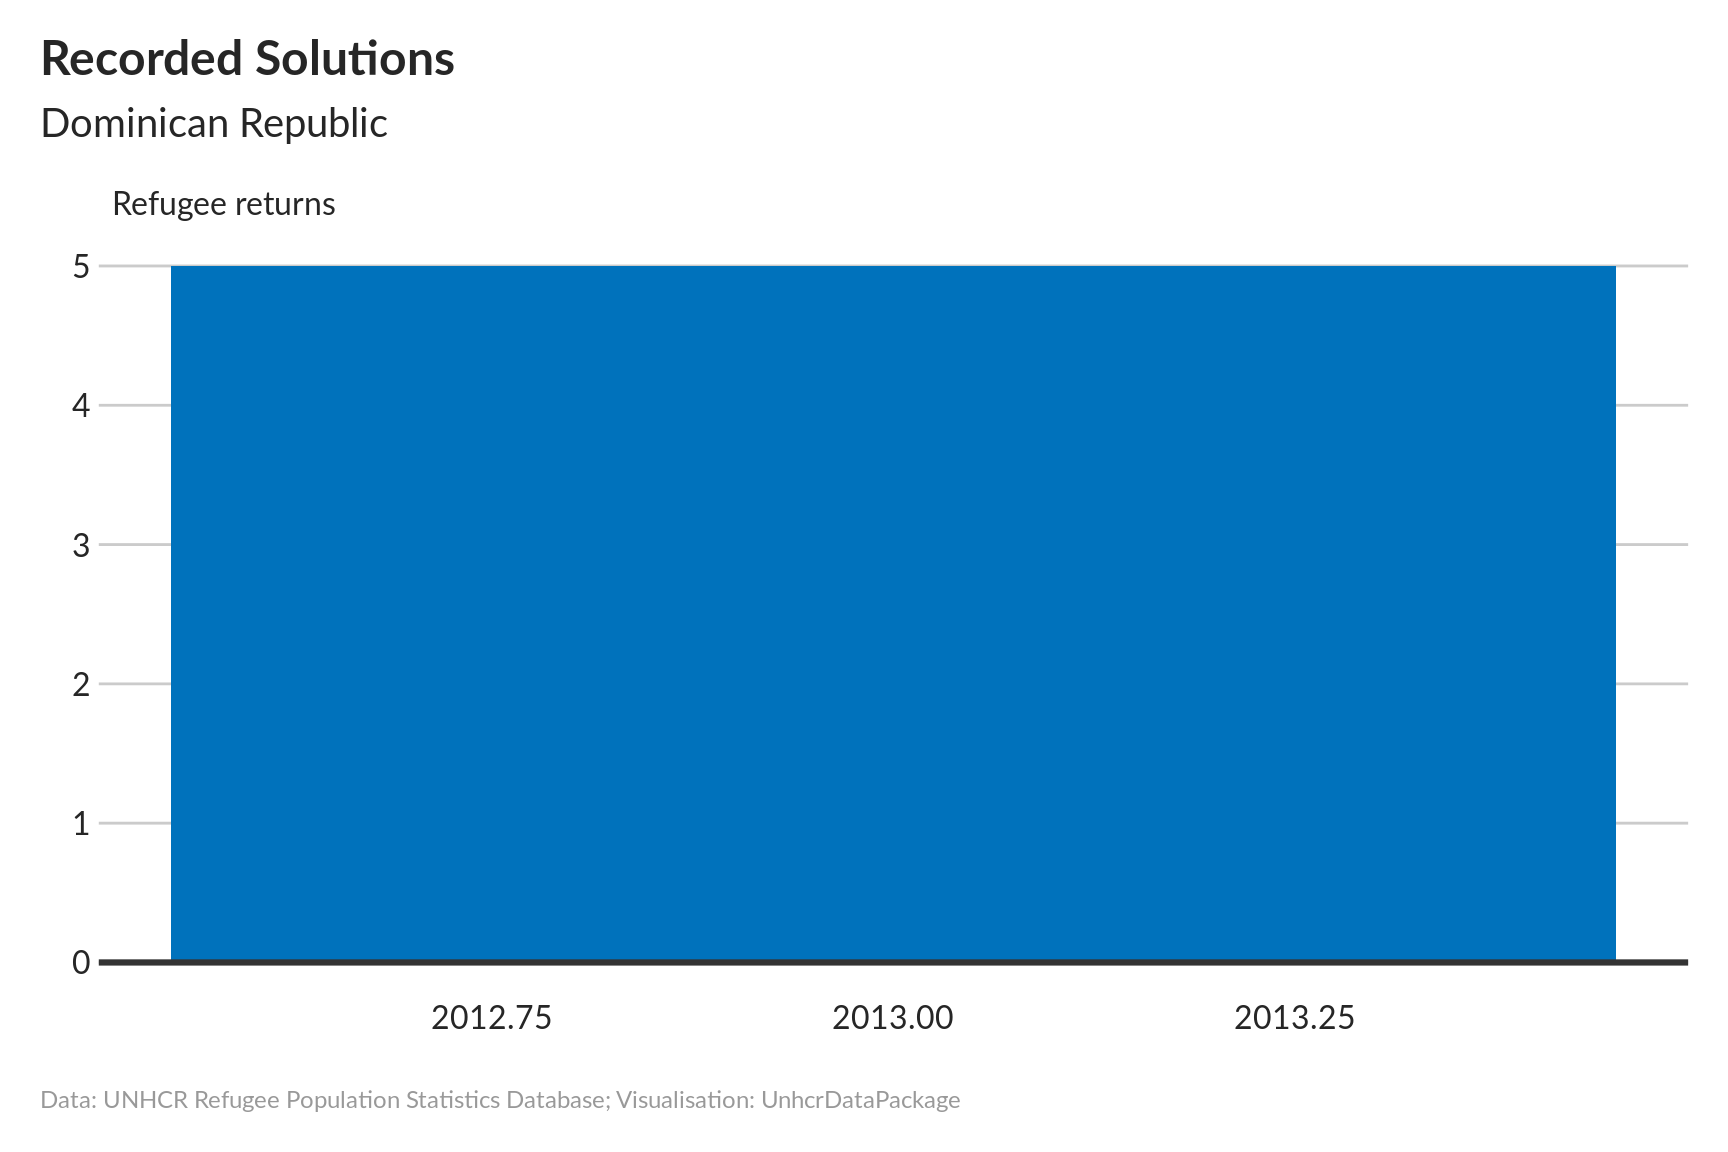 Recorded Solutions
Dominican Republic
Refugee returns
5
4
3
2
1
0
2012.75 2013.00 2013.25
Data: UNHCR Refugee Population Statistics Database; Visualisation: UnhcrDataPackage